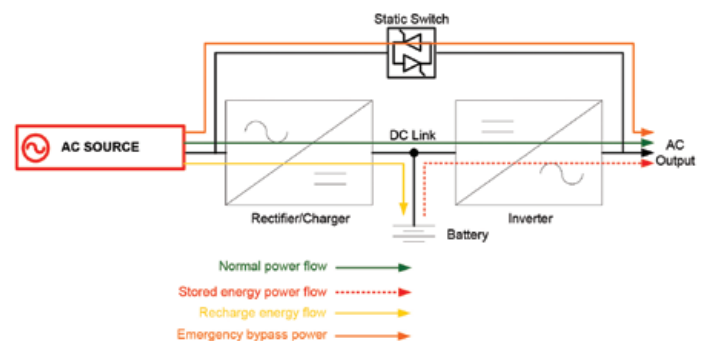 Static Switch
AC SOURCE
DC Link
AC
Output
Rectifier/Charger
Inverter
Battery
Normal power flow
Stored energy power flow
Recharge energy flow
Emergency bypass power